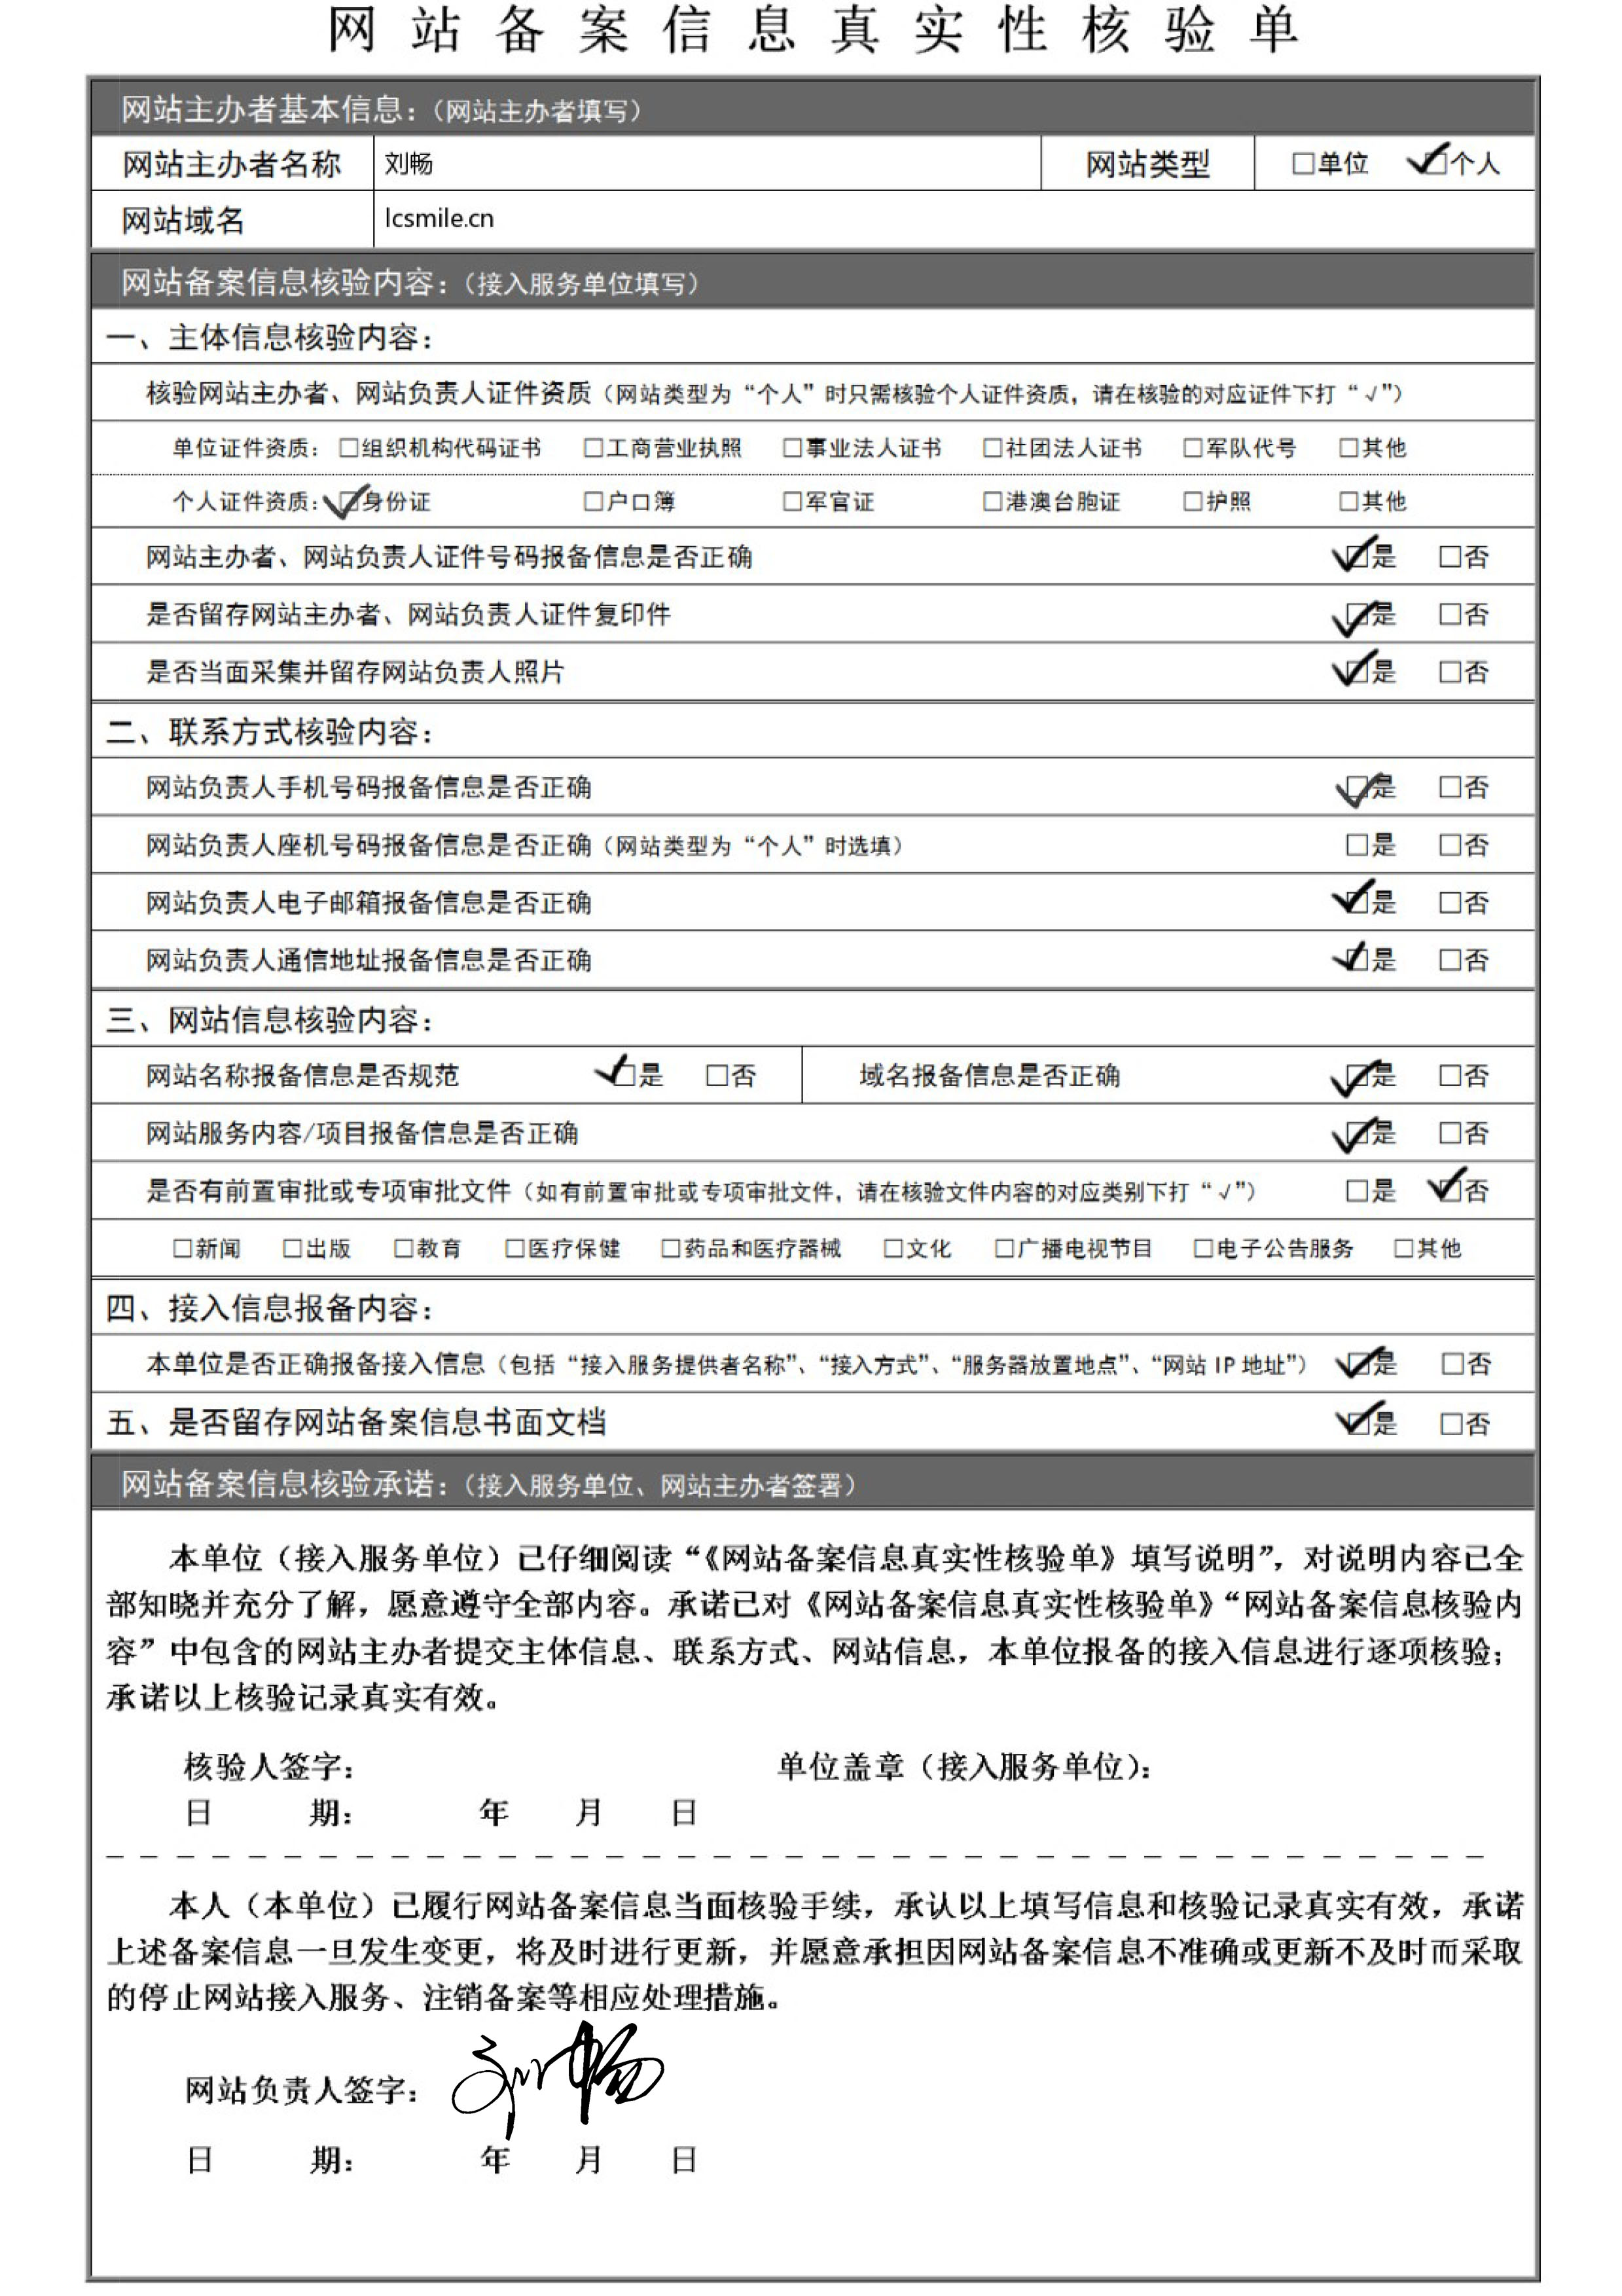 网站备案信息真实性核验单
网站主办者基本信息：（网站主办者填写）
网站主办者名称 刘畅 网站类型 □单位 ☑个人
网站域名 lcsmile.cn
网站备案信息核验内容：（接入服务单位填写）
一、主体信息核验内容：
核验网站主办者、网站负责人证件资质（网站类型为“个人”时只需核验个人证件资质，请在核验的对应证件下打“√”）
单位证件资质：□组织机构代码证书 □工商营业执照 □事业法人证书 □社团法人证书 □军队代号 □其他
个人证件资质：☑身份证 □户口簿 □军官证 □港澳台胞证 □护照 □其他
网站主办者、网站负责人证件号码报备信息是否正确 ☑是 □否
是否留存网站主办者、网站负责人证件复印件 ☑是 □否
是否当面采集并留存网站负责人照片 ☑是 □否
二、联系方式核验内容：
网站负责人手机号码报备信息是否正确 ☑是 □否
网站负责人座机号码报备信息是否正确（网站类型为“个人”时选填） □是 □否
网站负责人电子邮箱报备信息是否正确 ☑是 □否
网站负责人通信地址报备信息是否正确 ☑是 □否
三、网站信息核验内容：
网站名称报备信息是否规范 ☑是 □否 域名报备信息是否正确 ☑是 □否
网站服务内容/项目报备信息是否正确 ☑是 □否
是否有前置审批或专项审批文件（如有前置审批或专项审批文件，请在核验文件内容的对应类别下打“√”） □是 ☑否
□新闻 □出版 □教育 □医疗保健 □药品和医疗器械 □文化 □广播电视节目 □电子公告服务 □其他
四、接入信息报备内容：
本单位是否正确报备接入信息（包括“接入服务提供者名称”、“接入方式”、“服务器放置地点”、“网站 IP 地址”） ☑是 □否
五、是否留存网站备案信息书面文档 ☑是 □否
网站备案信息核验承诺：（接入服务单位、网站主办者签署）
本单位（接入服务单位）已仔细阅读“《网站备案信息真实性核验单》填写说明”，对说明内容已全
部知晓并充分了解，愿意遵守全部内容。承诺已对《网站备案信息真实性核验单》“网站备案信息核验内
容”中包含的网站主办者提交主体信息、联系方式、网站信息，本单位报备的接入信息进行逐项核验；
承诺以上核验记录真实有效。
核验人签字： 单位盖章（接入服务单位）：
日 期： 年 月 日
本人（本单位）已履行网站备案信息当面核验手续，承认以上填写信息和核验记录真实有效，承诺
上述备案信息一旦发生变更，将及时进行更新，并愿意承担因网站备案信息不准确或更新不及时而采取
的停止网站接入服务、注销备案等相应处理措施。
网站负责人签字： 刘畅
日 期： 年 月 日